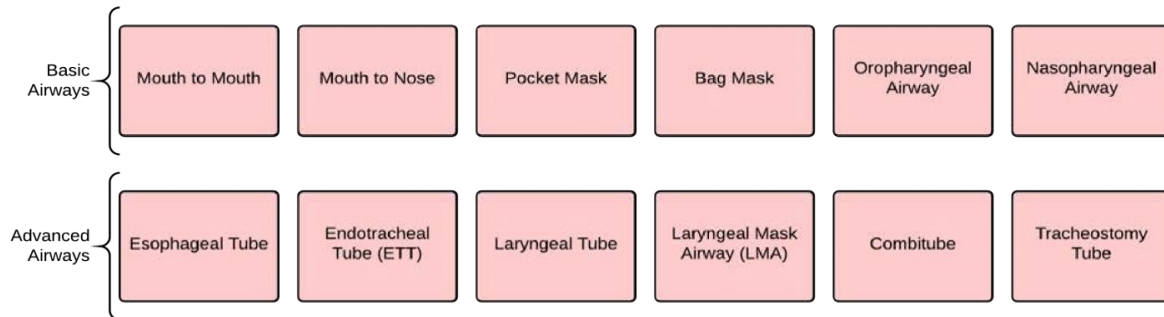 Basic
Airways
Mouth to Mouth
Mouth to Nose
Pocket Mask
Bag Mask
Oropharyngeal
Airway
Nasopharyngeal
Airway
Advanced
Airways
Esophageal Tube
Endotracheal
Tube (ETT)
Laryngeal Tube
Laryngeal Mask
Airway (LMA)
Combitube
Tracheostomy
Tube